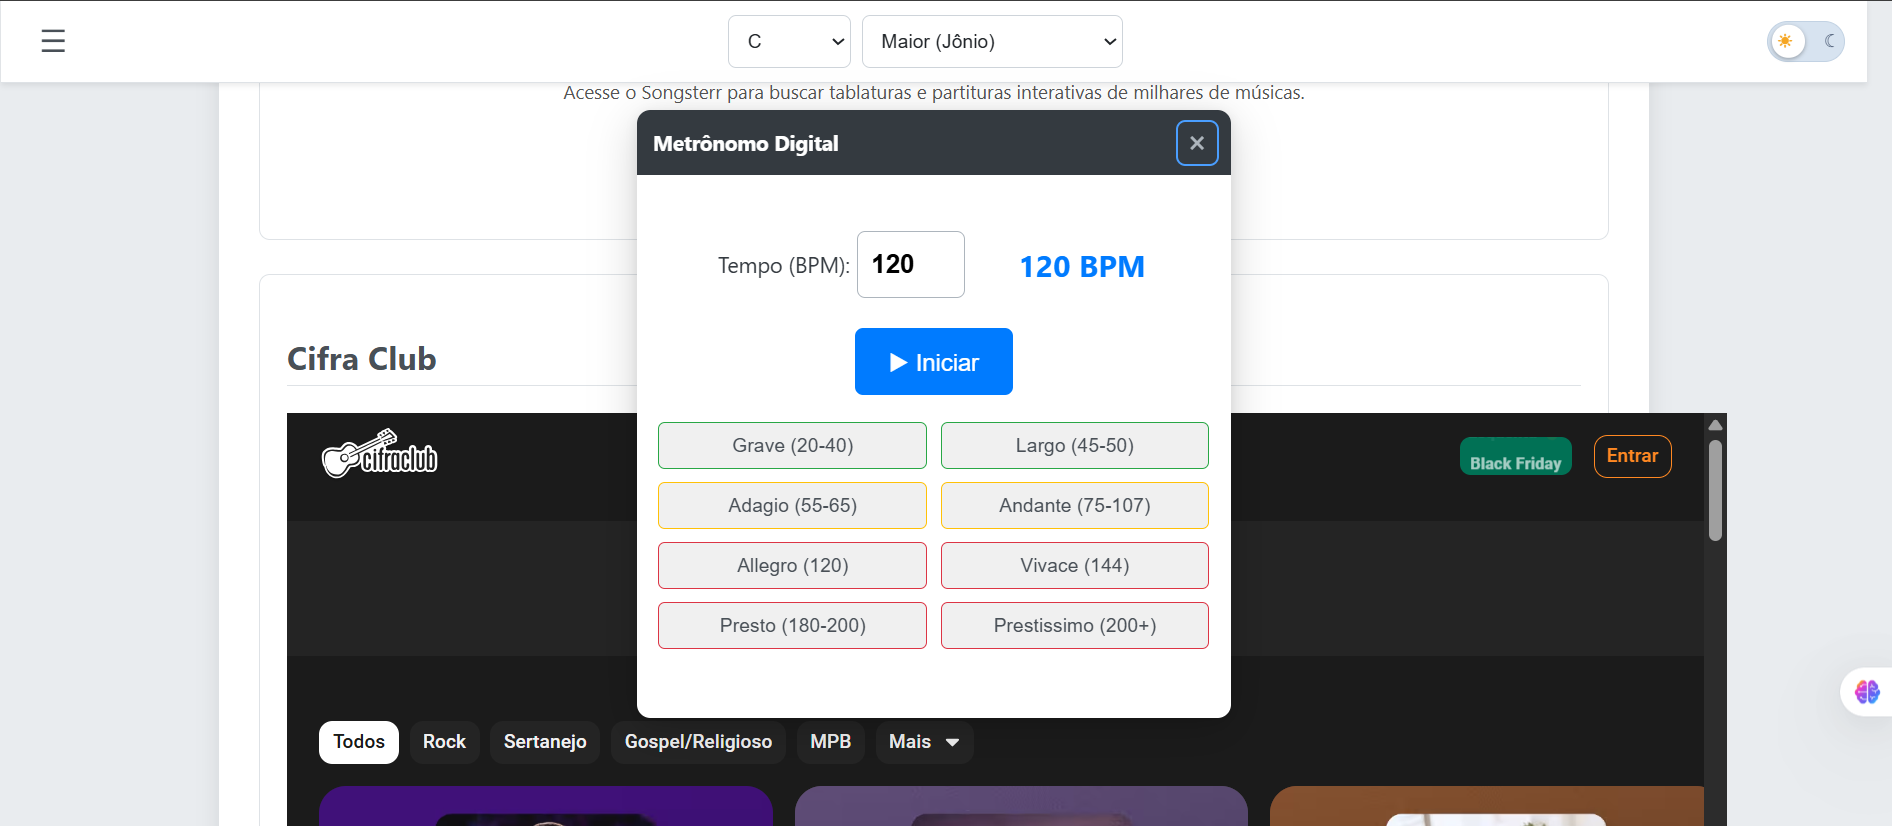 C
Maior (Jônio)
Acesse o Songsterr para buscar tablaturas e partituras interativas de milhares de músicas.
Metrônomo Digital
Tempo (BPM):
120
120 BPM
Iniciar
Grave (20-40)
Largo (45-50)
Adagio (55-65)
Andante (75-107)
Allegro (120)
Vivace (144)
Presto (180-200)
Prestissimo (200+)
Cifra Club
cifraclub
Black Friday
Entrar
Todos
Rock
Sertanejo
Gospel/Religioso
MPB
Mais